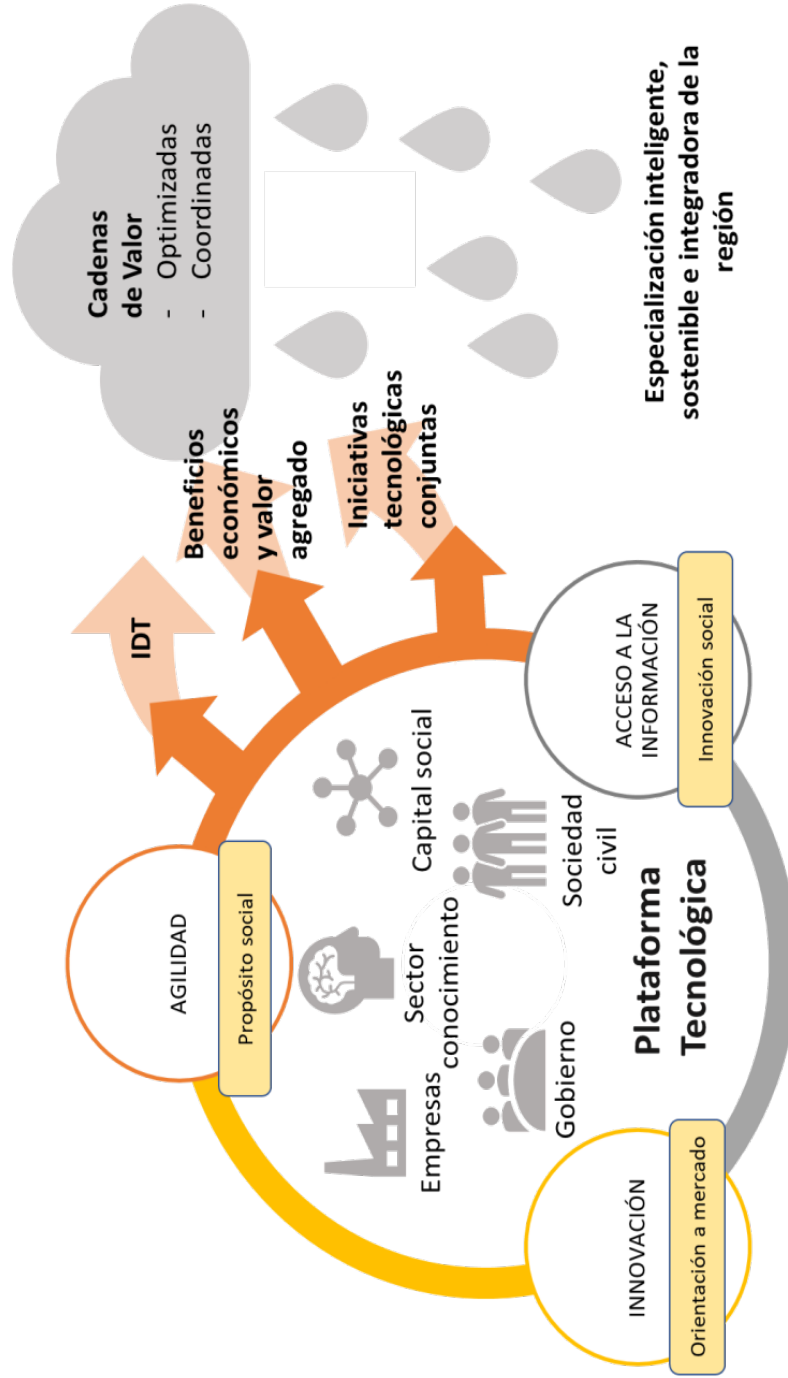 AGILIDAD
Propósito social
Empresas
Sector
conocimiento
Capital social
Gobierno
Sociedad
civil
Plataforma
Tecnológica
INNOVACIÓN
Orientación a mercado
ACCESO A LA
INFORMACIÓN
Innovación social
IDT
Beneficios
económicos
y valor
agregado
Iniciativas
tecnológicas
conjuntas
Cadenas
de Valor
- Optimizadas
- Coordinadas
Especialización inteligente,
sostenible e integradora de la
región